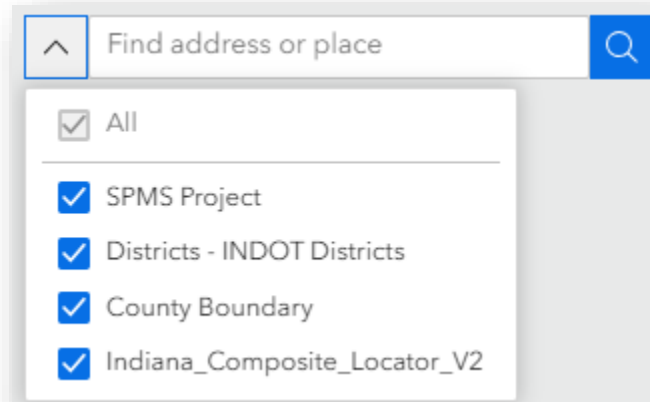 Find address or place
All
SPMS Project
Districts - INDOT Districts
County Boundary
Indiana_Composite_Locator_V2